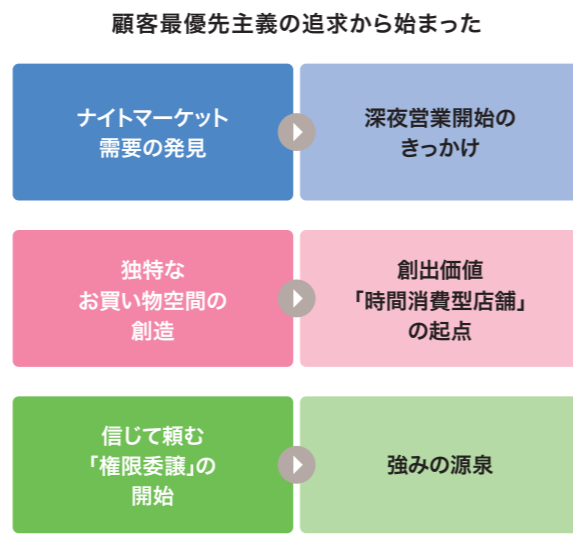 顧客最優先主義の追求から始まった
ナイトマーケット
需要の発見
深夜営業開始の
きっかけ
独特な
お買い物空間の
創造
創出価値
「時間消費型店舗」
の起点
信じて頼む
「権限委譲」の
開始
強みの源泉